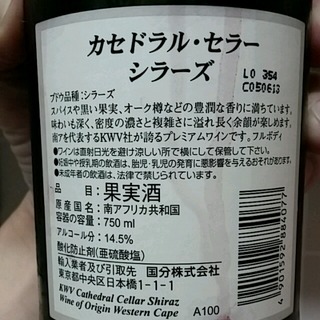 カセドラル・セラー
シラーズ
LO 354
C050613
ブドウ品種：シラーズ
スパイスや黒い果実、オーク樽などの豊潤な香りに満ちています。
味わいも深く、密度の濃さと複雑さに溢れ長く余韻が楽しめます。
南アを代表するKWV社が誇るプレミアムワインです。フルボディ
●ワインは直射日光を避けて涼しい所で横にして保管して下さい。
●妊娠中や授乳期の飲酒は、胎児・乳児の発育に悪影響を与えるおそれがあります。
●未成年者の飲酒は、法律で禁じられています。
品目：果実酒
原産国名：南アフリカ共和国
容器の容量：750 ml
アルコール分：14.5%
酸化防止剤(亜硫酸塩)
輸入業者及び引取先 国分株式会社
東京都中央区日本橋1-1-1
KWV Cathedral Cellar Shiraz
Wine of Origin Western Cape
A100
4 901592 884077